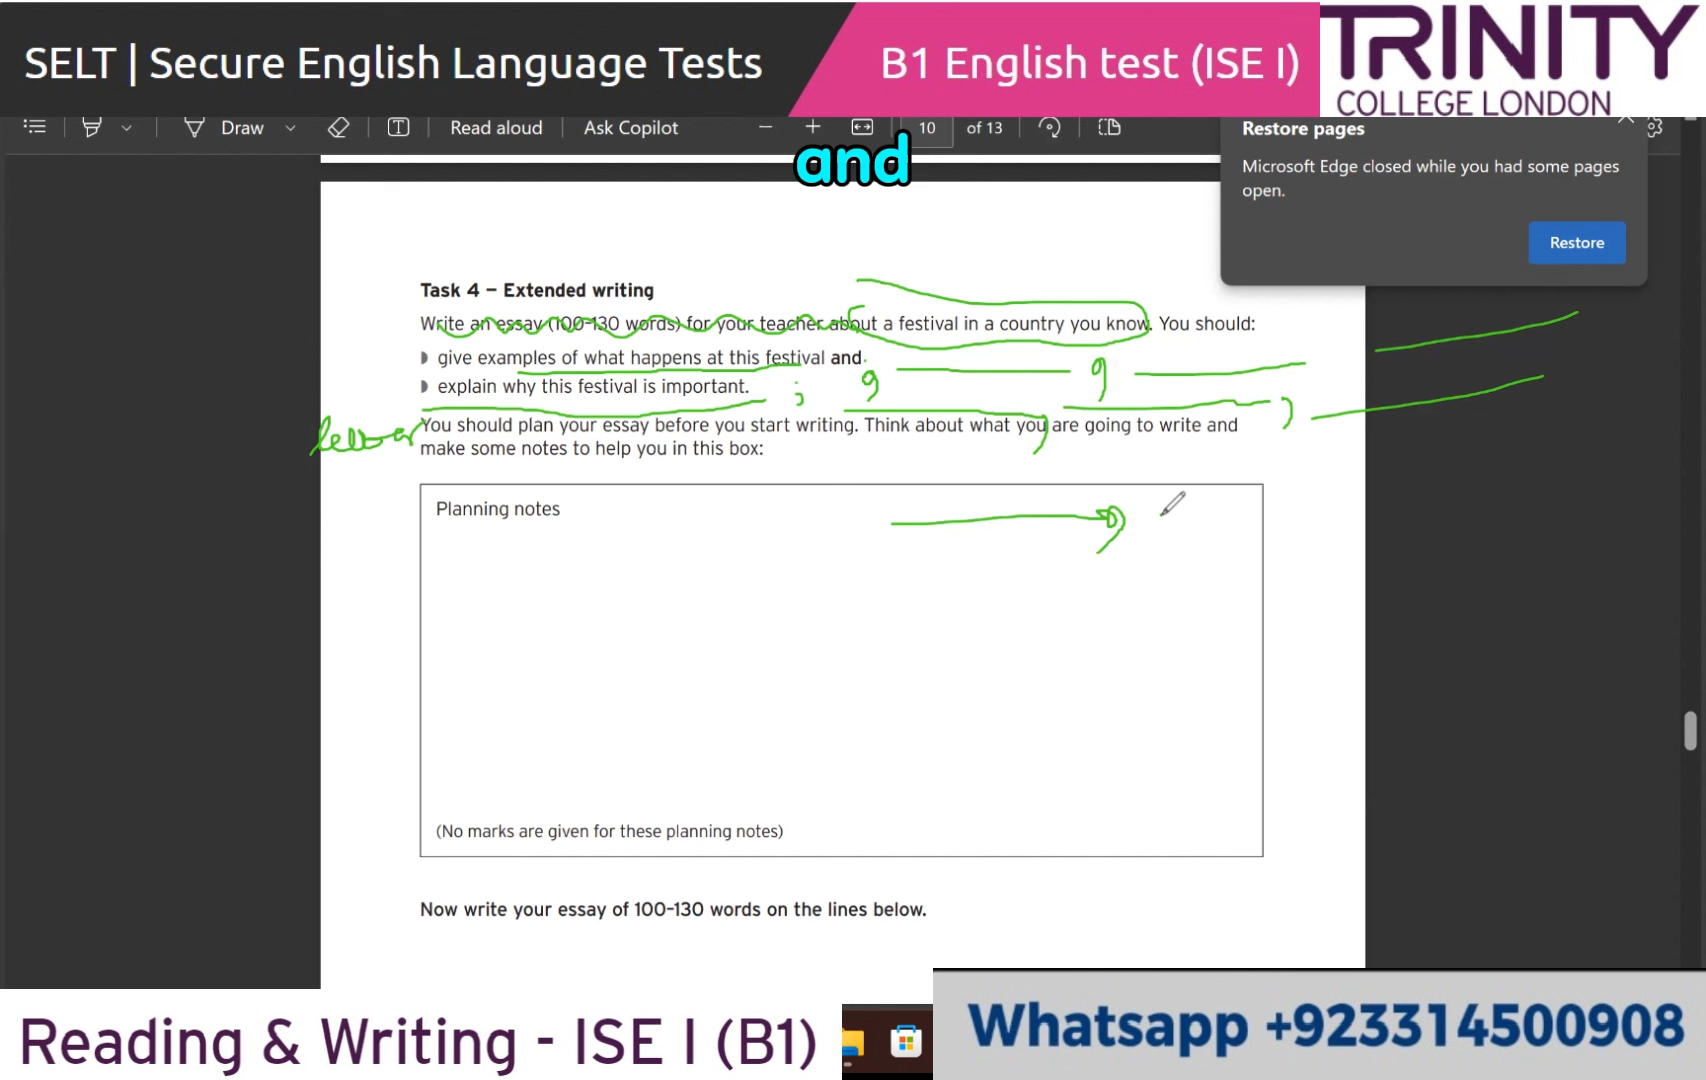 SELT | Secure English Language Tests
B1 English test (ISE I)
TRINITY
COLLEGE LONDON
Draw
Read aloud
Ask Copilot
10
of 13
Restore pages
and
Microsoft Edge closed while you had some pages
open.
Restore
Task 4 – Extended writing
Write an essay (100-130 words) for your teacher about a festival in a country you know. You should:
give examples of what happens at this festival and
explain why this festival is important.
You should plan your essay before you start writing. Think about what you are going to write and
make some notes to help you in this box:
Planning notes
(No marks are given for these planning notes)
Now write your essay of 100-130 words on the lines below.
Reading & Writing - ISE I (B1)
Whatsapp +923314500908